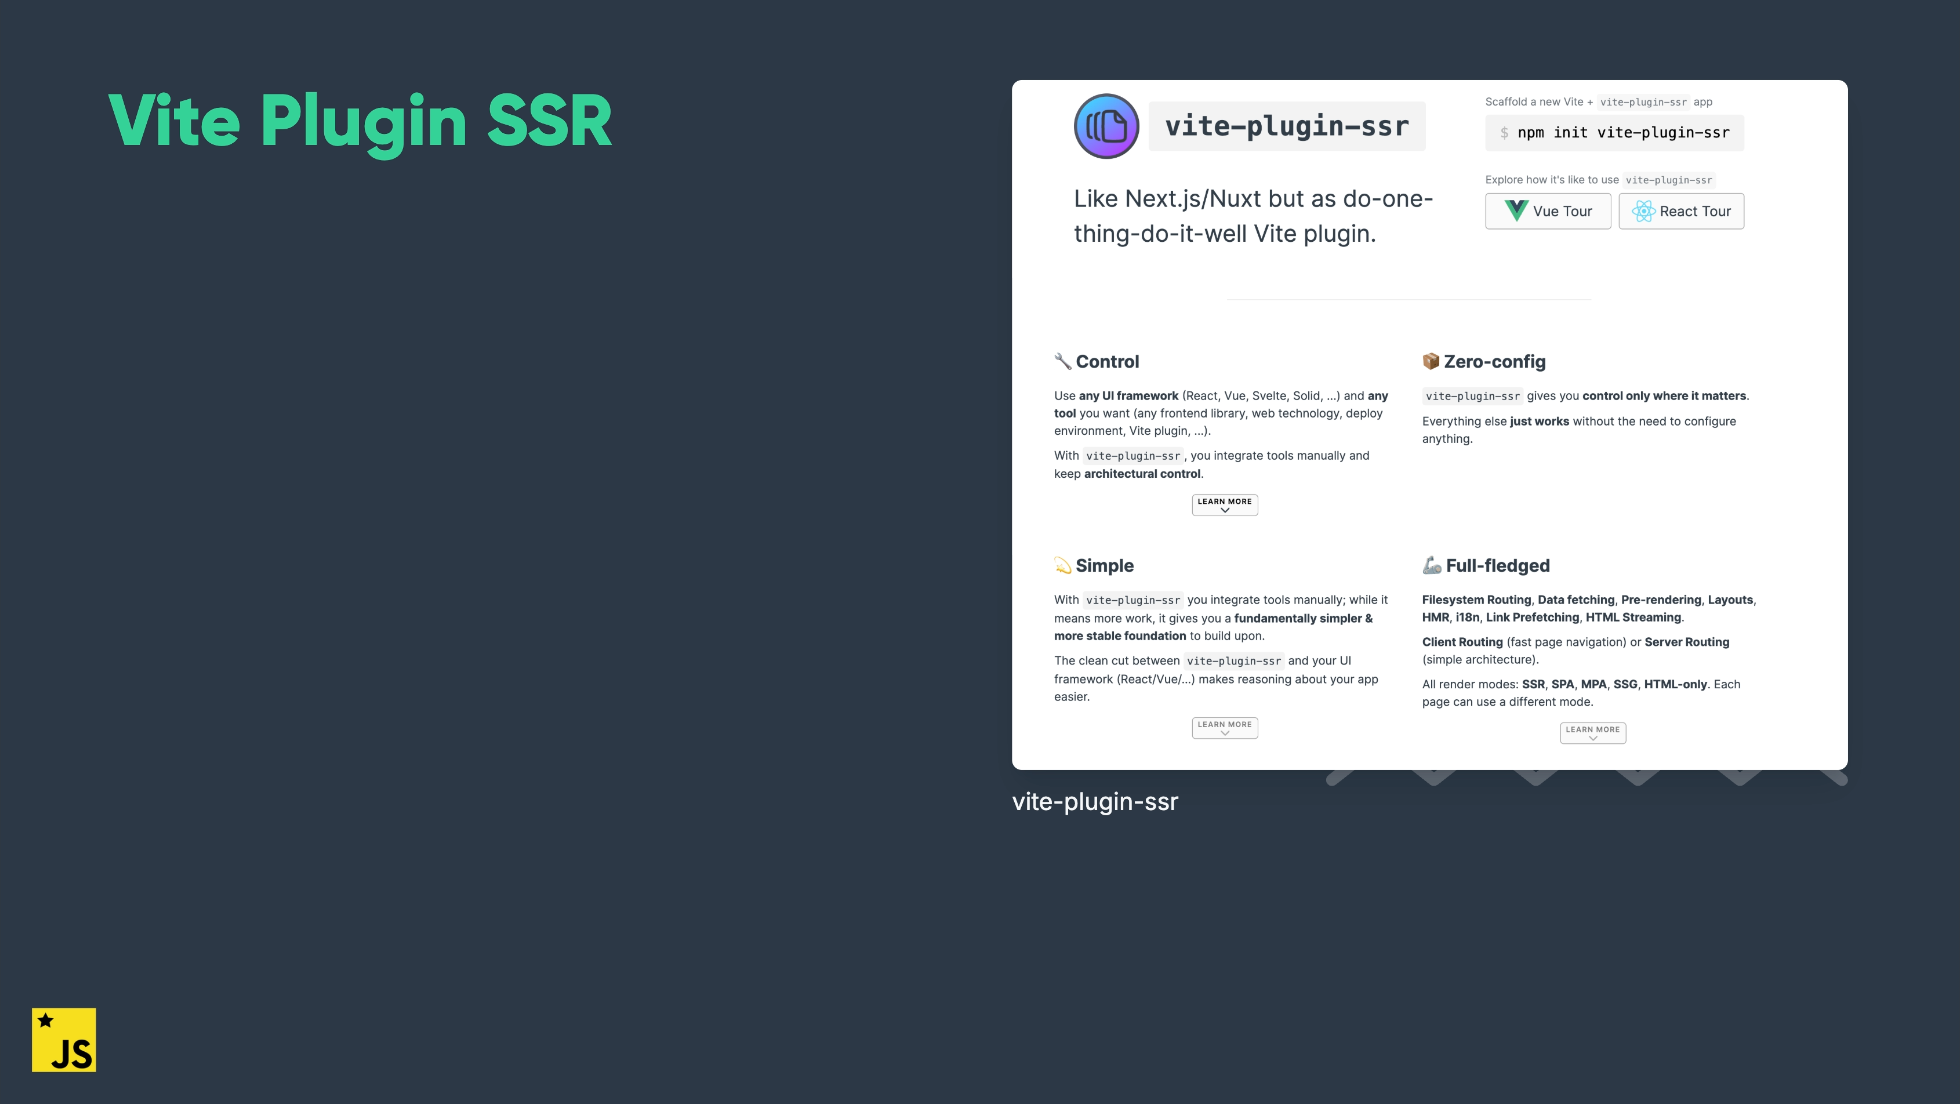 Vite Plugin SSR
vite-plugin-ssr
Like Next.js/Nuxt but as do-one-
thing-do-it-well Vite plugin.
Scaffold a new Vite + vite-plugin-ssr app
$ npm init vite-plugin-ssr
Explore how it's like to use vite-plugin-ssr
Vue Tour
React Tour
🔧 Control
Use any UI framework (React, Vue, Svelte, Solid, ...) and any
tool you want (any frontend library, web technology, deploy
environment, Vite plugin, ...).
With vite-plugin-ssr, you integrate tools manually and
keep architectural control.
LEARN MORE
📦 Zero-config
vite-plugin-ssr gives you control only where it matters.
Everything else just works without the need to configure
anything.
💫 Simple
With vite-plugin-ssr you integrate tools manually; while it
means more work, it gives you a fundamentally simpler &
more stable foundation to build upon.
The clean cut between vite-plugin-ssr and your UI
framework (React/Vue/...) makes reasoning about your app
easier.
LEARN MORE
🦾 Full-fledged
Filesystem Routing, Data fetching, Pre-rendering, Layouts,
HMR, i18n, Link Prefetching, HTML Streaming.
Client Routing (fast page navigation) or Server Routing
(simple architecture).
All render modes: SSR, SPA, MPA, SSG, HTML-only. Each
page can use a different mode.
LEARN MORE
vite-plugin-ssr
JS